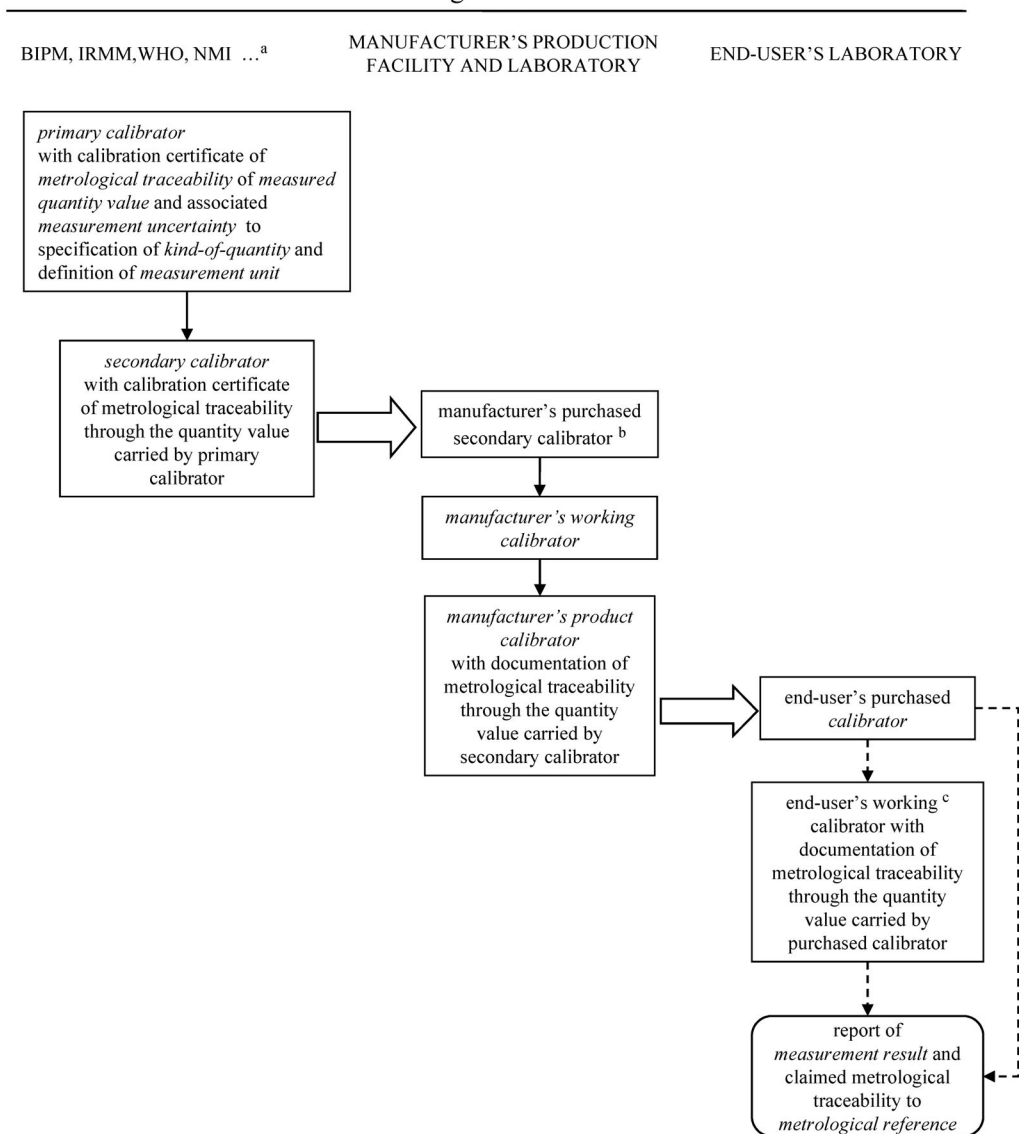 BIPM, IRMM,WHO, NMI …a
MANUFACTURER’S PRODUCTION
FACILITY AND LABORATORY
END-USER’S LABORATORY
primary calibrator
with calibration certificate of
metrological traceability of measured
quantity value and associated
measurement uncertainty to
specification of kind-of-quantity and
definition of measurement unit
secondary calibrator
with calibration certificate
of metrological traceability
through the quantity value
carried by primary
calibrator
manufacturer’s purchased
secondary calibrator b
manufacturer’s working
calibrator
manufacturer’s product
calibrator
with documentation of
metrological traceability
through the quantity
value carried by
secondary calibrator
end-user’s purchased
calibrator
end-user’s working c
calibrator with
documentation of
metrological traceability
through the quantity
value carried by
purchased calibrator
report of
measurement result and
claimed metrological
traceability to
metrological reference